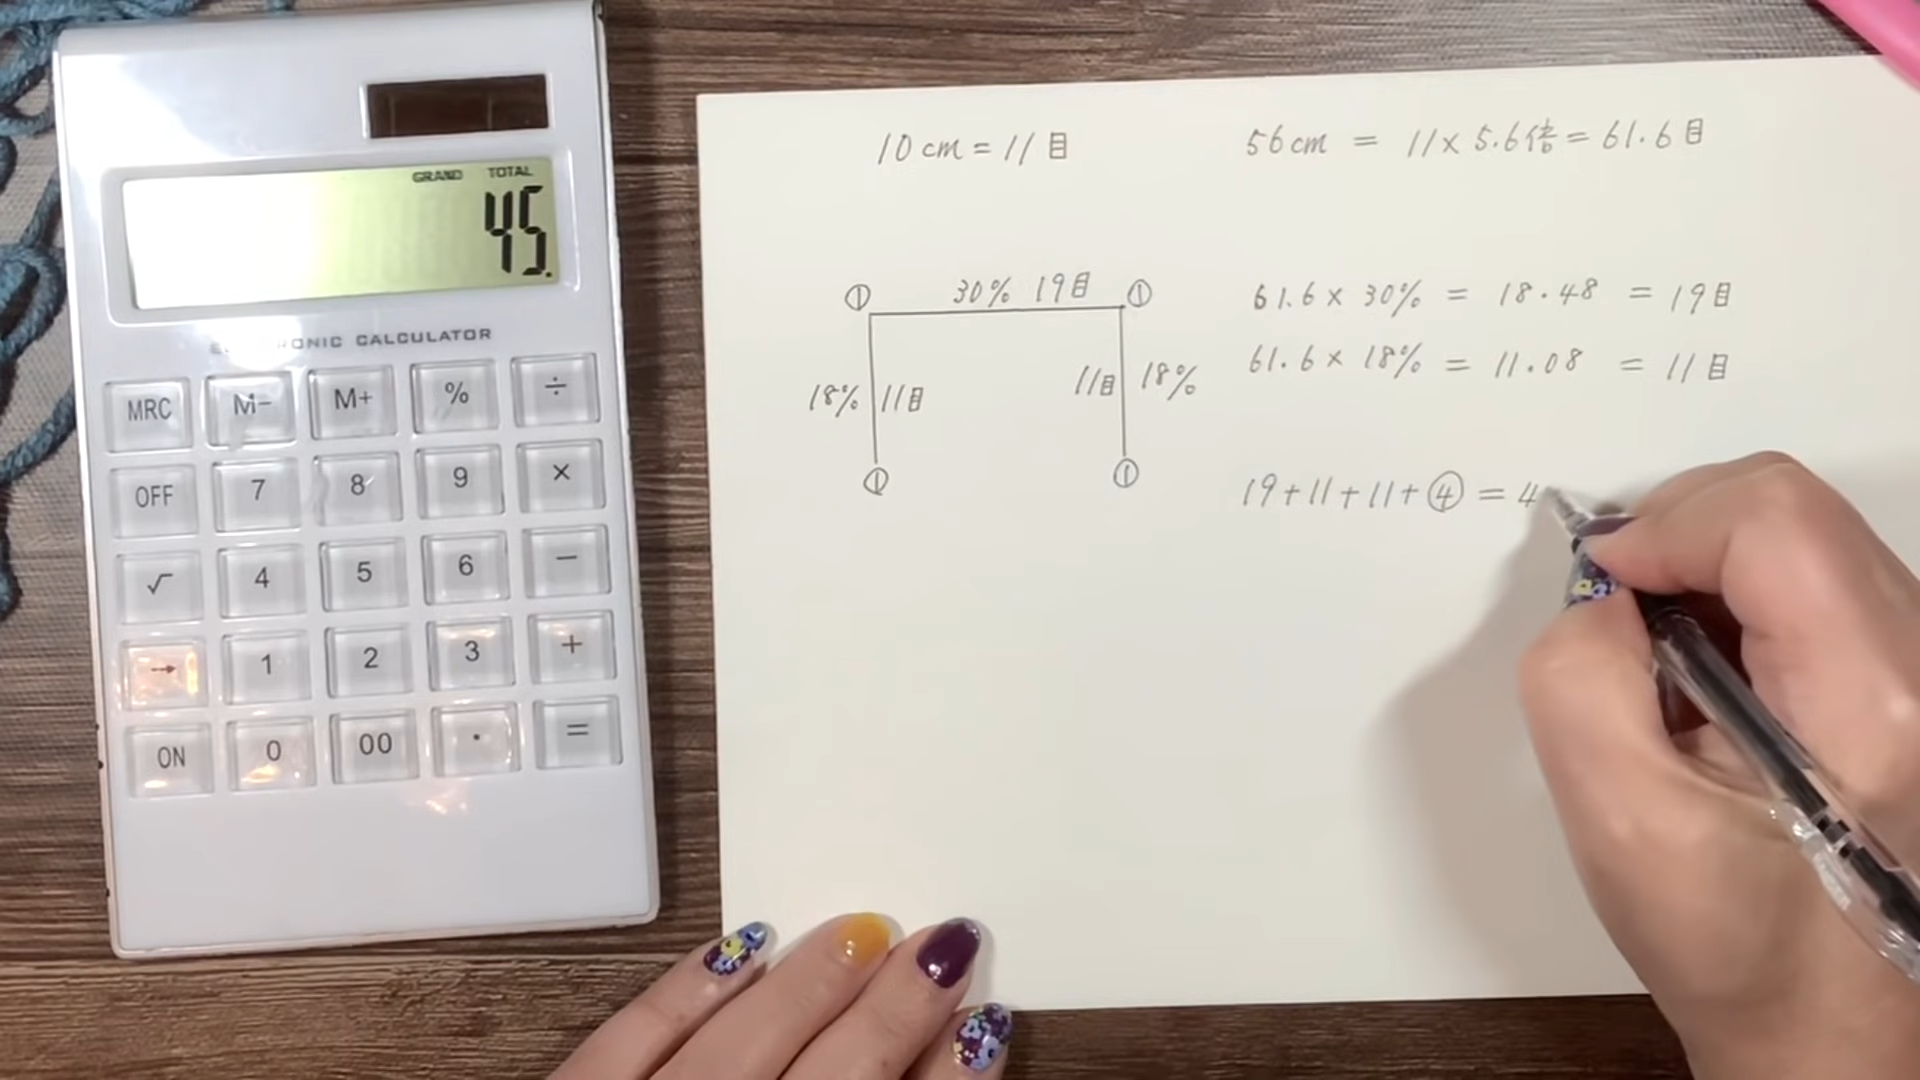 GRAND TOTAL
45.
ONIC CALCULATOR
MRC M- M+ % ÷
OFF 7 8 9 ×
√ 4 5 6 −
→ 1 2 3 +
ON 0 00 · =
10cm = 11目
56cm = 11× 5.6倍 = 61.6目
① 30% 19目 ①
18% 11目
11目 18%
① ①
61.6 × 30% = 18.48 = 19目
61.6 × 18% = 11.08 = 11目
19+11+11+④ = 4